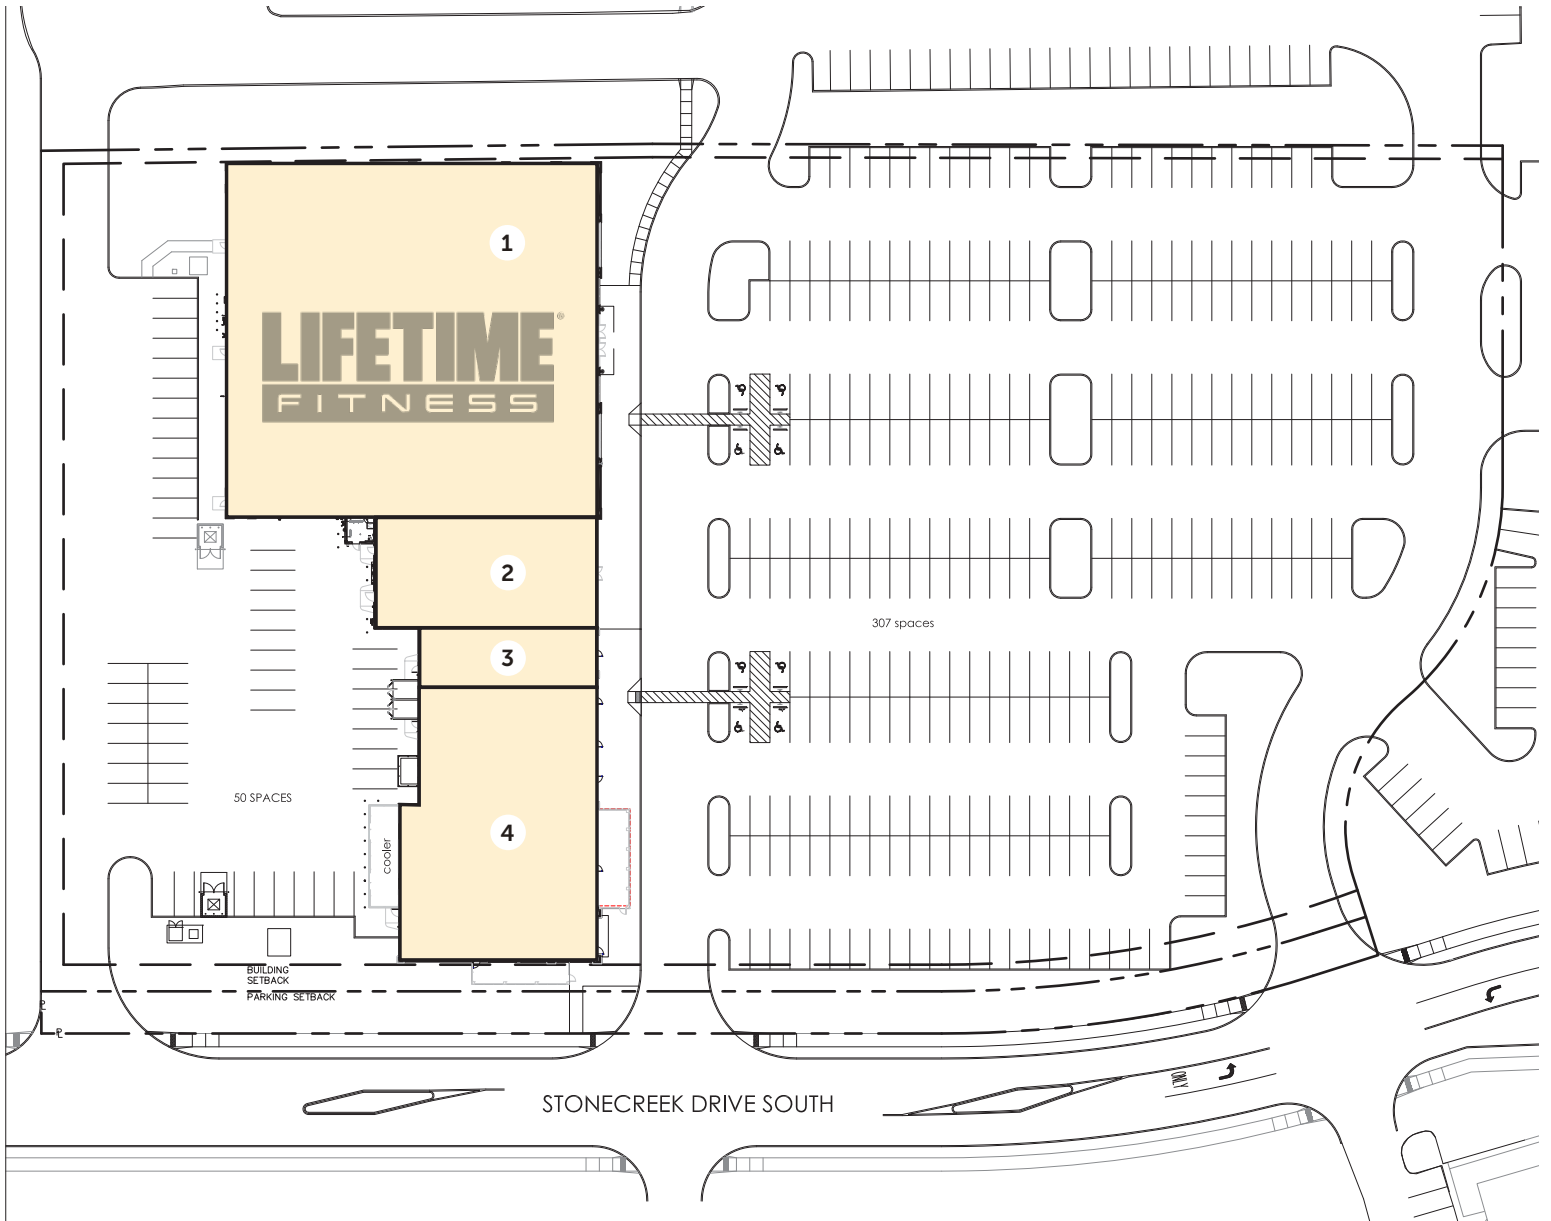 1
LIFETIME®
FITNESS
2
307 spaces
3
50 SPACES
4
cooler
BUILDING
SETBACK
PARKING SETBACK
STONECREEK DRIVE SOUTH
ONLY